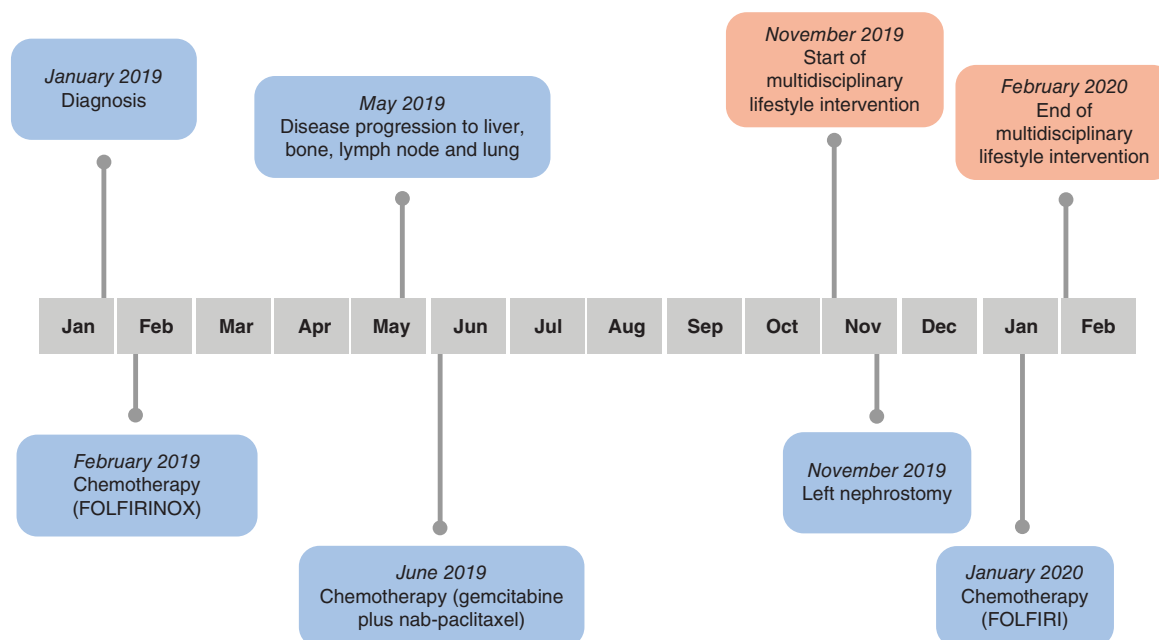 January 2019
Diagnosis
May 2019
Disease progression to liver,
bone, lymph node and lung
November 2019
Start of
multidisciplinary
lifestyle intervention
February 2020
End of
multidisciplinary
lifestyle intervention
Jan Feb Mar Apr May Jun Jul Aug Sep Oct Nov Dec Jan Feb
February 2019
Chemotherapy
(FOLFIRINOX)
June 2019
Chemotherapy (gemcitabine
plus nab-paclitaxel)
November 2019
Left nephrostomy
January 2020
Chemotherapy
(FOLFIRI)